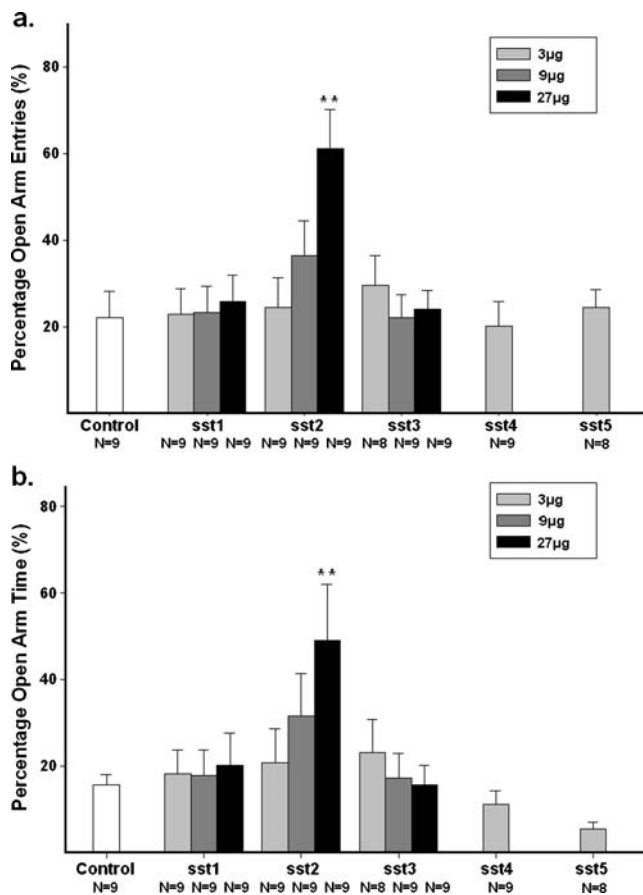 a.
3µg
9µg
27µg
**
Percentage Open Arm Entries (%)
80
60
40
20
Control sst1 sst2 sst3 sst4 sst5
N=9 N=9 N=9 N=9 N=9 N=9 N=9 N=8 N=9 N=9 N=9 N=8
b.
3µg
9µg
27µg
**
Percentage Open Arm Time (%)
80
60
40
20
Control sst1 sst2 sst3 sst4 sst5
N=9 N=9 N=9 N=9 N=9 N=9 N=9 N=8 N=9 N=9 N=9 N=8